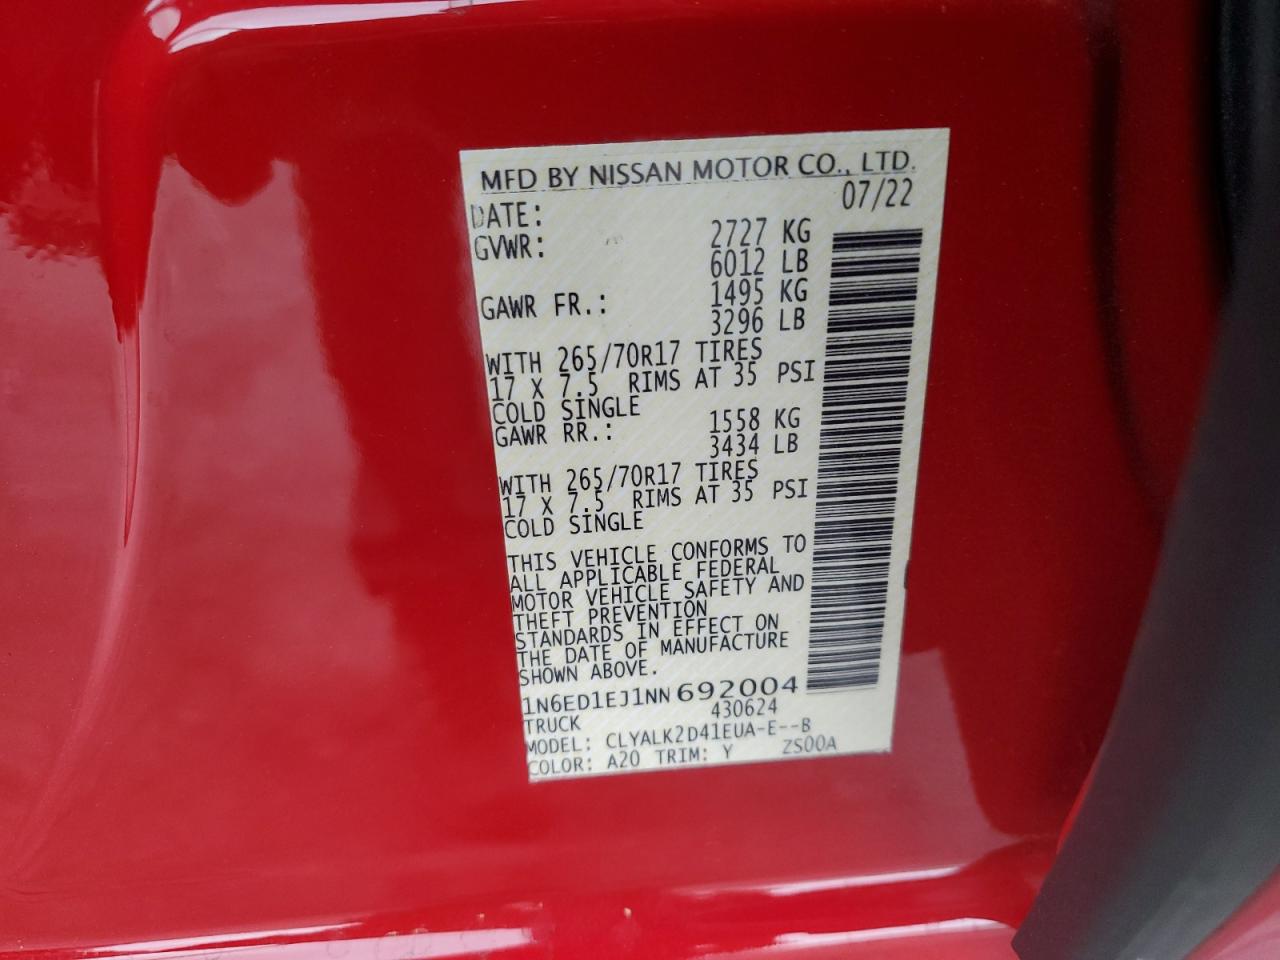 MFD BY NISSAN MOTOR CO., LTD.
DATE: 07/22
GVWR: 2727 KG
6012 LB
GAWR FR.: 1495 KG
3296 LB
WITH 265/70R17 TIRES
17 X 7.5 RIMS AT 35 PSI
COLD SINGLE
GAWR RR.: 1558 KG
3434 LB
WITH 265/70R17 TIRES
17 X 7.5 RIMS AT 35 PSI
COLD SINGLE
THIS VEHICLE CONFORMS TO
ALL APPLICABLE FEDERAL
MOTOR VEHICLE SAFETY AND
THEFT PREVENTION
STANDARDS IN EFFECT ON
THE DATE OF MANUFACTURE
SHOWN ABOVE.
1N6ED1EJ1NN692004
TRUCK 430624
MODEL: CLYALK2D41EUA-E--B
COLOR: A20 TRIM: Y ZS00A